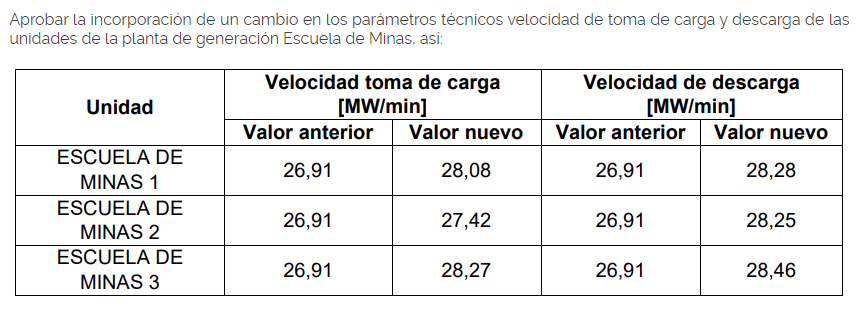 Aprobar la incorporación de un cambio en los parámetros técnicos velocidad de toma de carga y descarga de las
unidades de la planta de generación Escuela de Minas, así:
Unidad
Velocidad toma de carga
[MW/min]
Velocidad de descarga
[MW/min]
Valor anterior Valor nuevo Valor anterior Valor nuevo
ESCUELA DE
MINAS 1
26,91 28,08 26,91 28,28
ESCUELA DE
MINAS 2
26,91 27,42 26,91 28,25
ESCUELA DE
MINAS 3
26,91 28,27 26,91 28,46